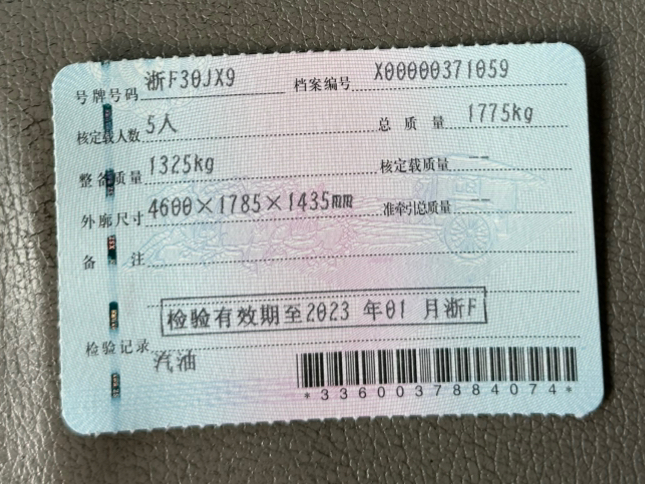 号牌号码 浙F30JX9 档案编号 X00000371059
核定载人数 5人 总质量 1775kg
整备质量 1325kg 核定载质量 --
外廓尺寸 4600×1785×1435mm 准牵引总质量 --
备注
检验有效期至2023 年01 月浙F
检验记录
汽油
*3360037884074*